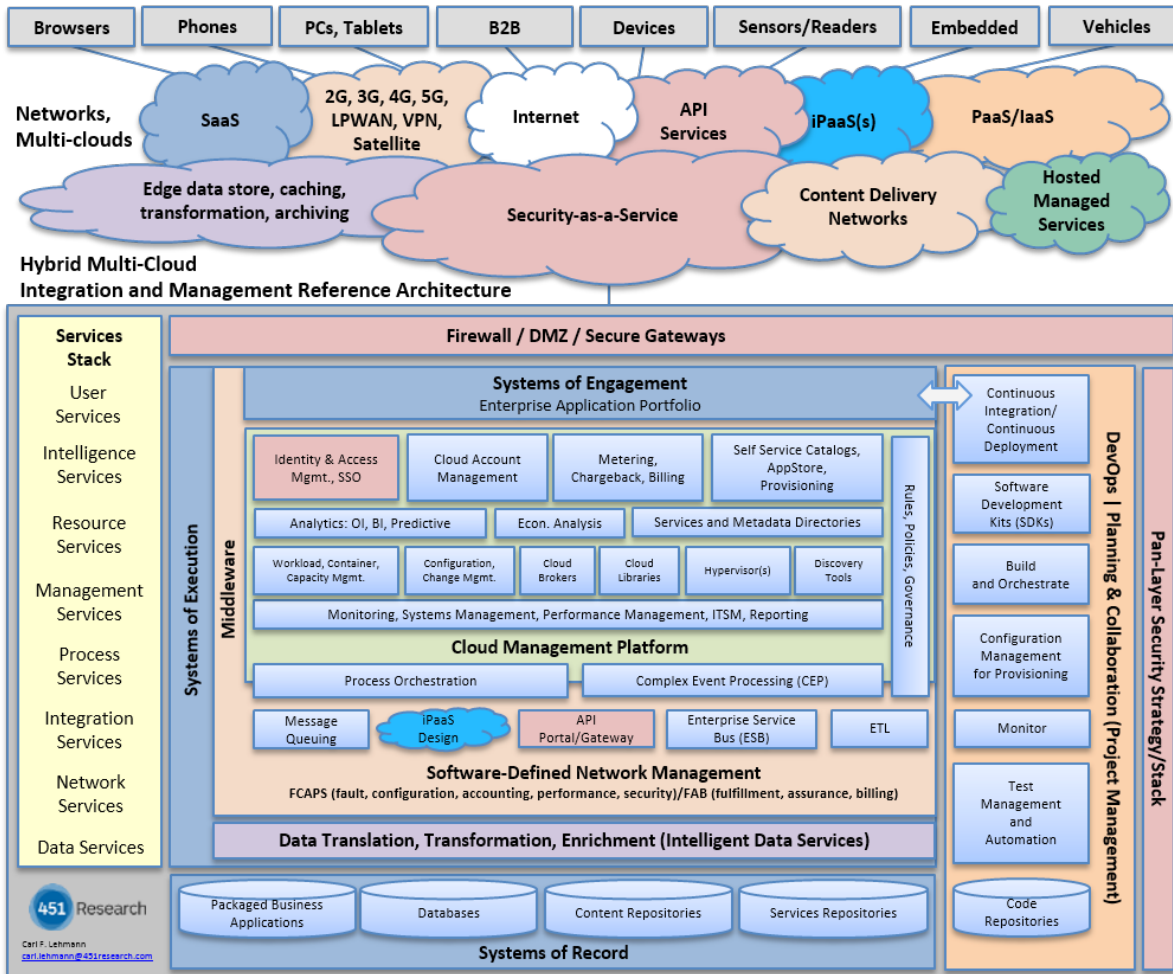 Browsers
Phones
PCs, Tablets
B2B
Devices
Sensors/Readers
Embedded
Vehicles
Networks,
Multi-clouds
SaaS
2G, 3G, 4G, 5G,
LPWAN, VPN,
Satellite
Internet
API
Services
iPaaS(s)
PaaS/IaaS
Edge data store, caching,
transformation, archiving
Security-as-a-Service
Content Delivery
Networks
Hosted
Managed
Services
Hybrid Multi-Cloud
Integration and Management Reference Architecture
Services
Stack
User
Services
Intelligence
Services
Resource
Services
Management
Services
Process
Services
Integration
Services
Network
Services
Data Services
Firewall / DMZ / Secure Gateways
Systems of Execution
Middleware
Systems of Engagement
Enterprise Application Portfolio
Identity & Access
Mgmt., SSO
Cloud Account
Management
Metering,
Chargeback, Billing
Self Service Catalogs,
AppStore,
Provisioning
Rules, Policies, Governance
Analytics: OI, BI, Predictive
Econ. Analysis
Services and Metadata Directories
Workload, Container,
Capacity Mgmt.
Configuration,
Change Mgmt.
Cloud
Brokers
Cloud
Libraries
Hypervisor(s)
Discovery
Tools
Monitoring, Systems Management, Performance Management, ITSM, Reporting
Cloud Management Platform
Process Orchestration
Complex Event Processing (CEP)
Message
Queuing
iPaaS
Design
API
Portal/Gateway
Enterprise Service
Bus (ESB)
ETL
Software-Defined Network Management
FCAPS (fault, configuration, accounting, performance, security)/FAB (fulfillment, assurance, billing)
Data Translation, Transformation, Enrichment (Intelligent Data Services)
Packaged Business
Applications
Databases
Content Repositories
Services Repositories
Systems of Record
Continuous
Integration/
Continuous
Deployment
Software
Development
Kits (SDKs)
Build
and Orchestrate
Configuration
Management
for Provisioning
Monitor
Test
Management
and
Automation
Code
Repositories
DevOps | Planning & Collaboration (Project Management)
Pan-Layer Security Strategy/Stack
451 Research
Carl F. Lehmann
carl.lehmann@451research.com